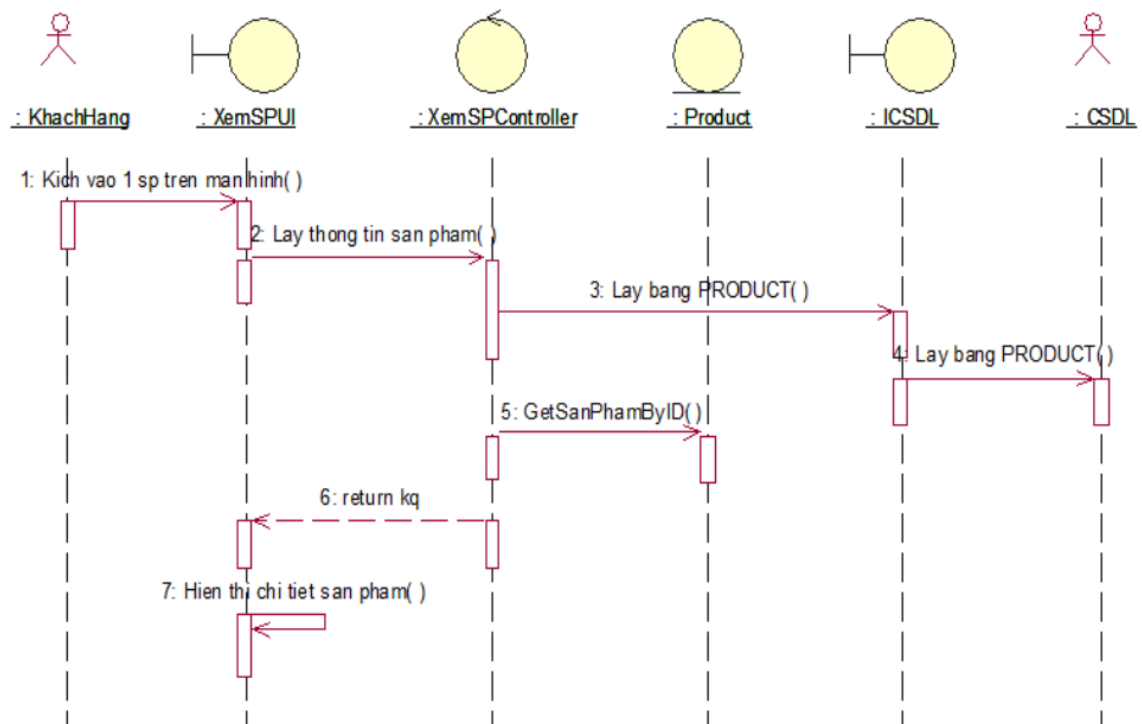 : KhachHang
: XemSPUI
: XemSPController
: Product
: ICSDL
: CSDL
1: Kich vao 1 sp tren man hinh( )
2: Lay thong tin san pham( )
3: Lay bang PRODUCT( )
4: Lay bang PRODUCT( )
5: GetSanPhamByID( )
6: return kq
7: Hien thi chi tiet san pham( )